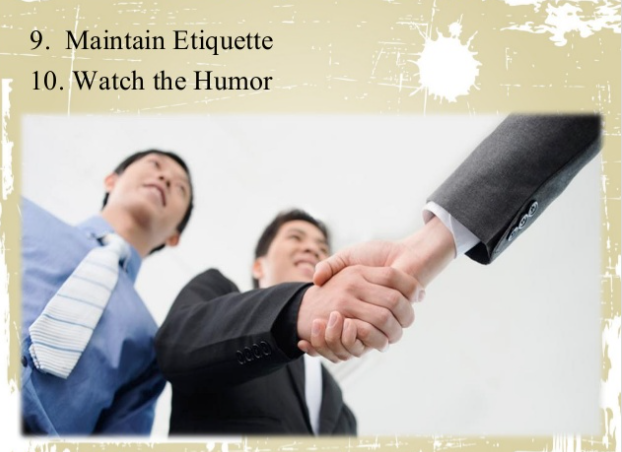 9. Maintain Etiquette
10. Watch the Humor